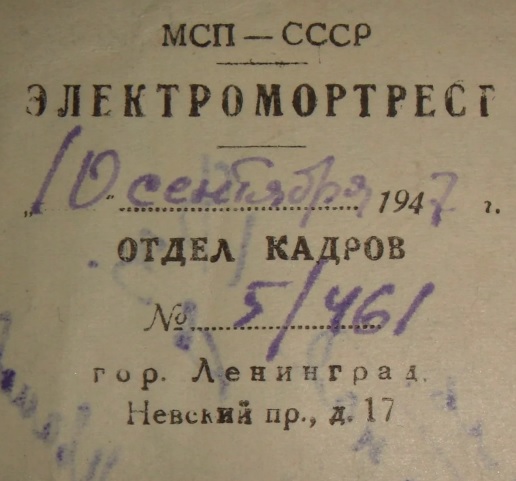 МСП — СССР
ЭЛЕКТРОМОРТРЕСТ
„10" сентября 1947 г.
ОТДЕЛ КАДРОВ
№ 5/461
гор. Ленинград.
Невский пр., д. 17